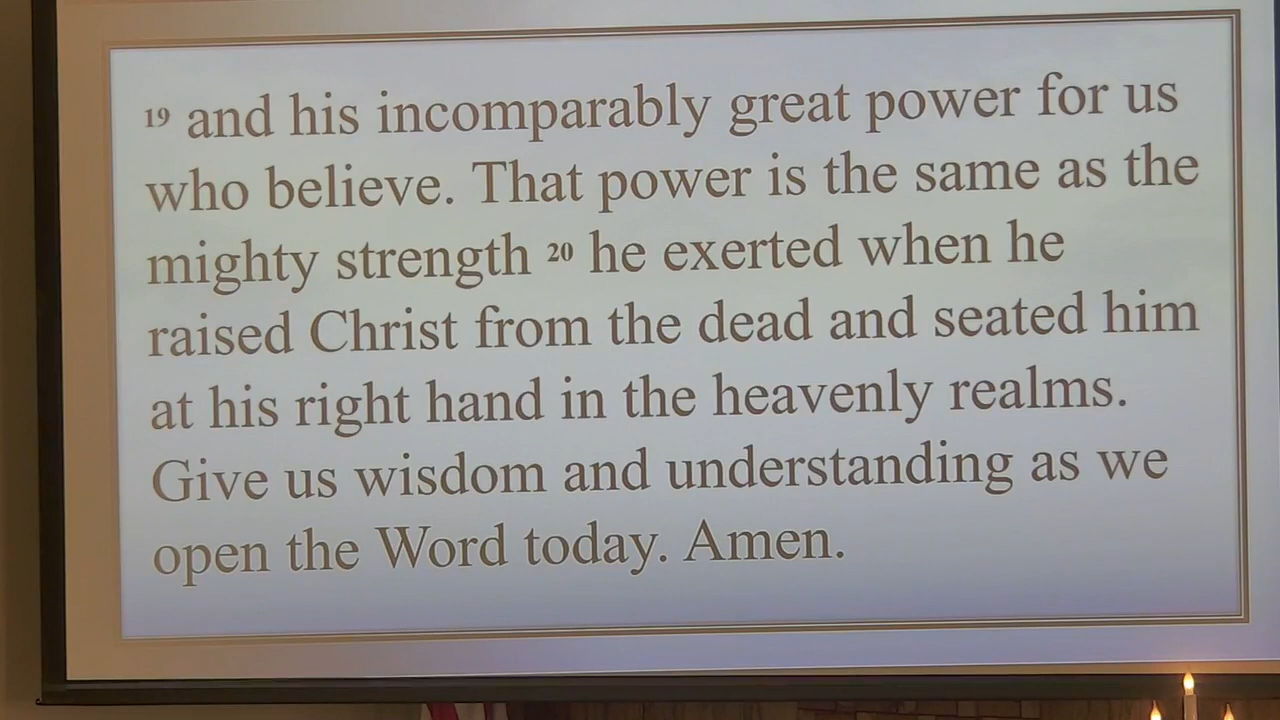 19 and his incomparably great power for us
who believe. That power is the same as the
mighty strength 20 he exerted when he
raised Christ from the dead and seated him
at his right hand in the heavenly realms.
Give us wisdom and understanding as we
open the Word today. Amen.